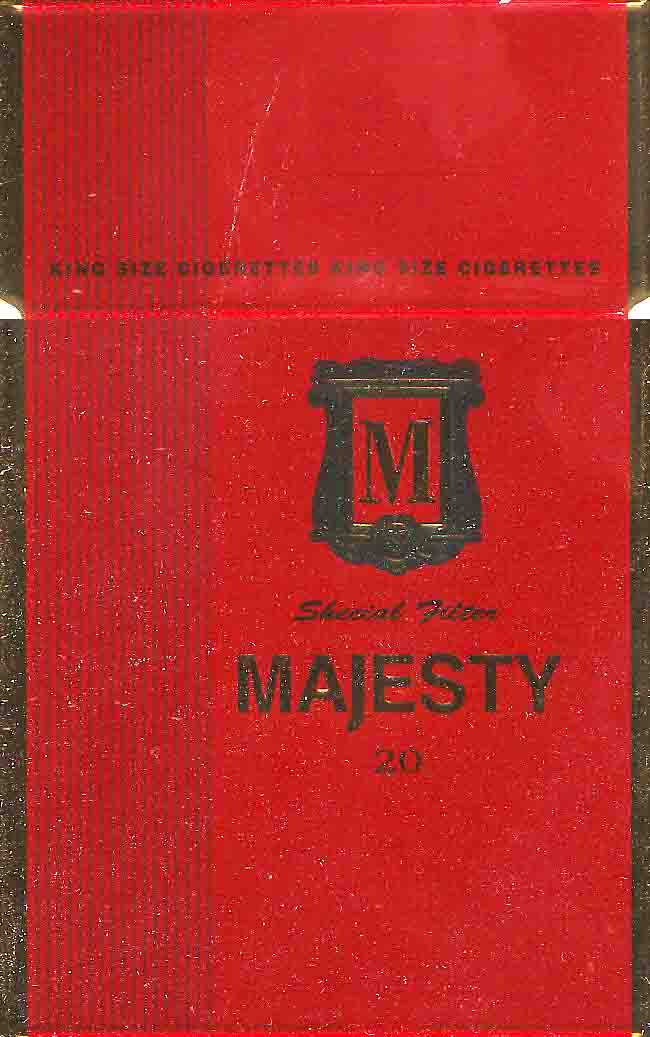 KING SIZE CIGERETTES KING SIZE CIGERETTES
M
Special Filter
MAJESTY
20